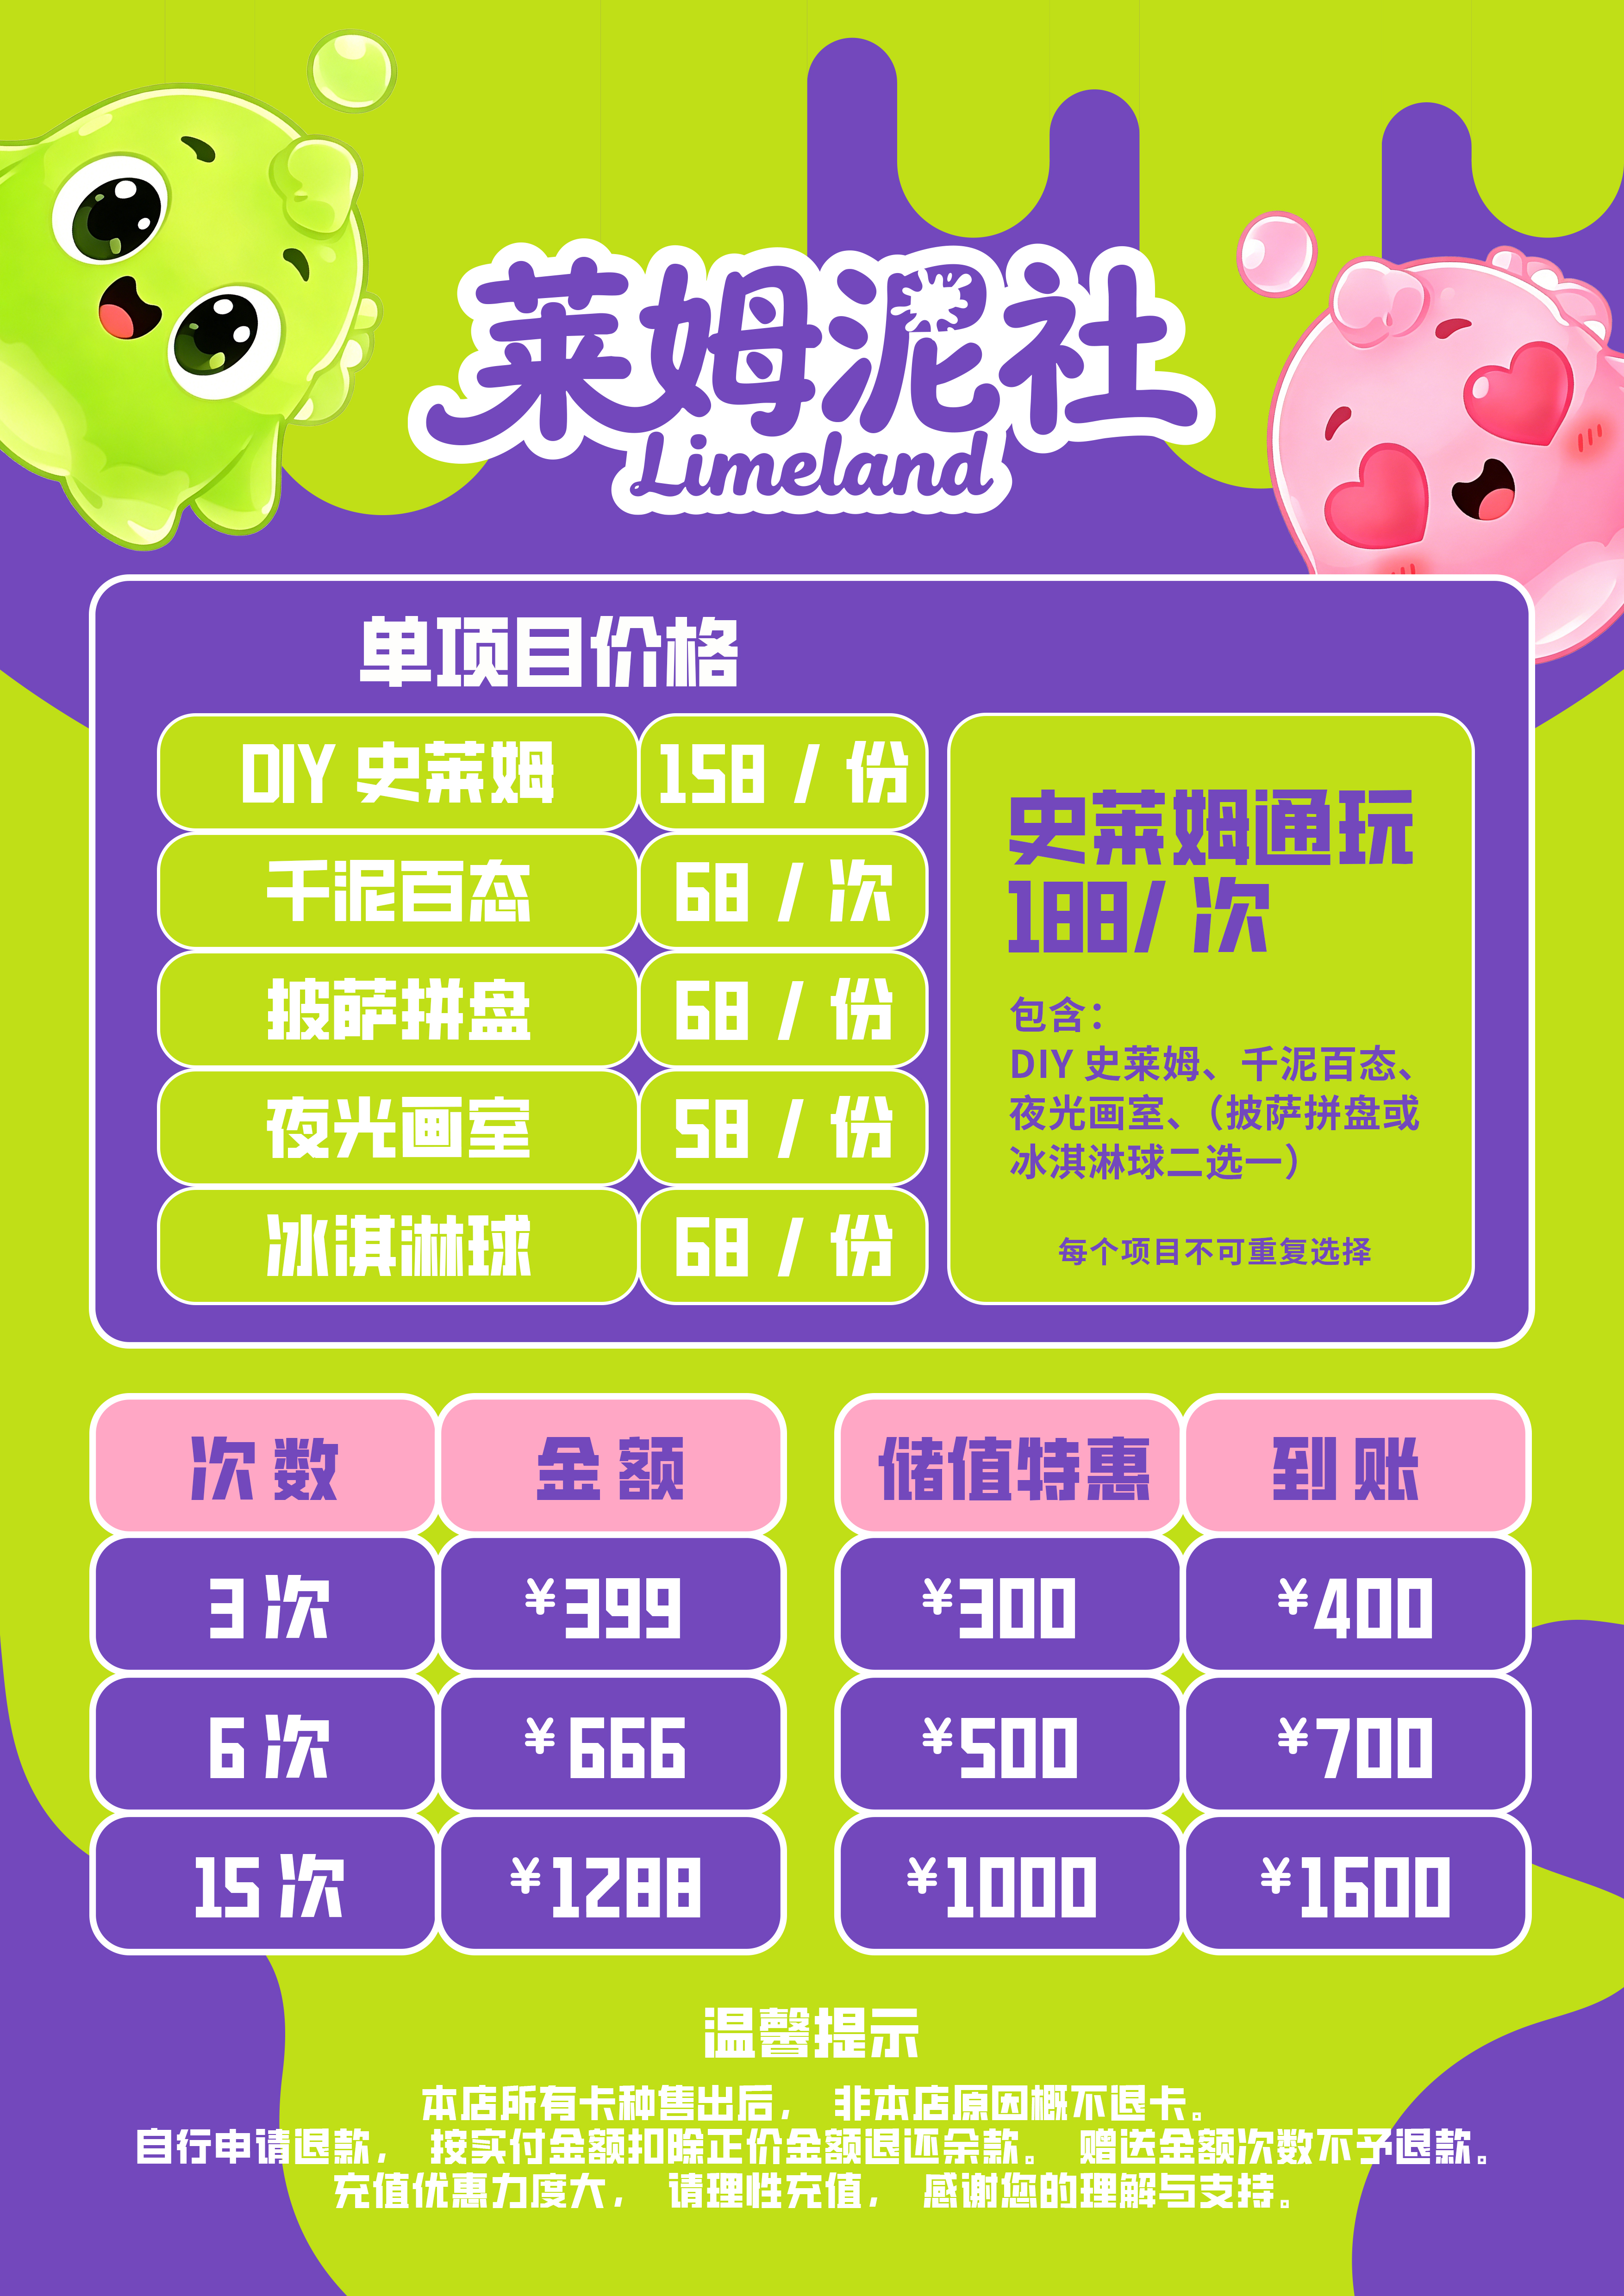 莱姆泥社
Limeland
单项目价格
DIY 史莱姆 158 / 份
千泥百态 68 / 次
披萨拼盘 68 / 份
夜光画室 58 / 份
冰淇淋球 68 / 份
史莱姆通玩
188/ 次
包含：
DIY 史莱姆、千泥百态、
夜光画室、（披萨拼盘或
冰淇淋球二选一）
每个项目不可重复选择
次数 金额
3 次 ¥399
6 次 ¥666
15 次 ¥1288
储值特惠 到账
¥300 ¥400
¥500 ¥700
¥1000 ¥1600
温馨提示
本店所有卡种售出后， 非本店原因概不退卡。
自行申请退款， 按实付金额扣除正价金额退还余款。 赠送金额次数不予退款。
充值优惠力度大， 请理性充值， 感谢您的理解与支持。